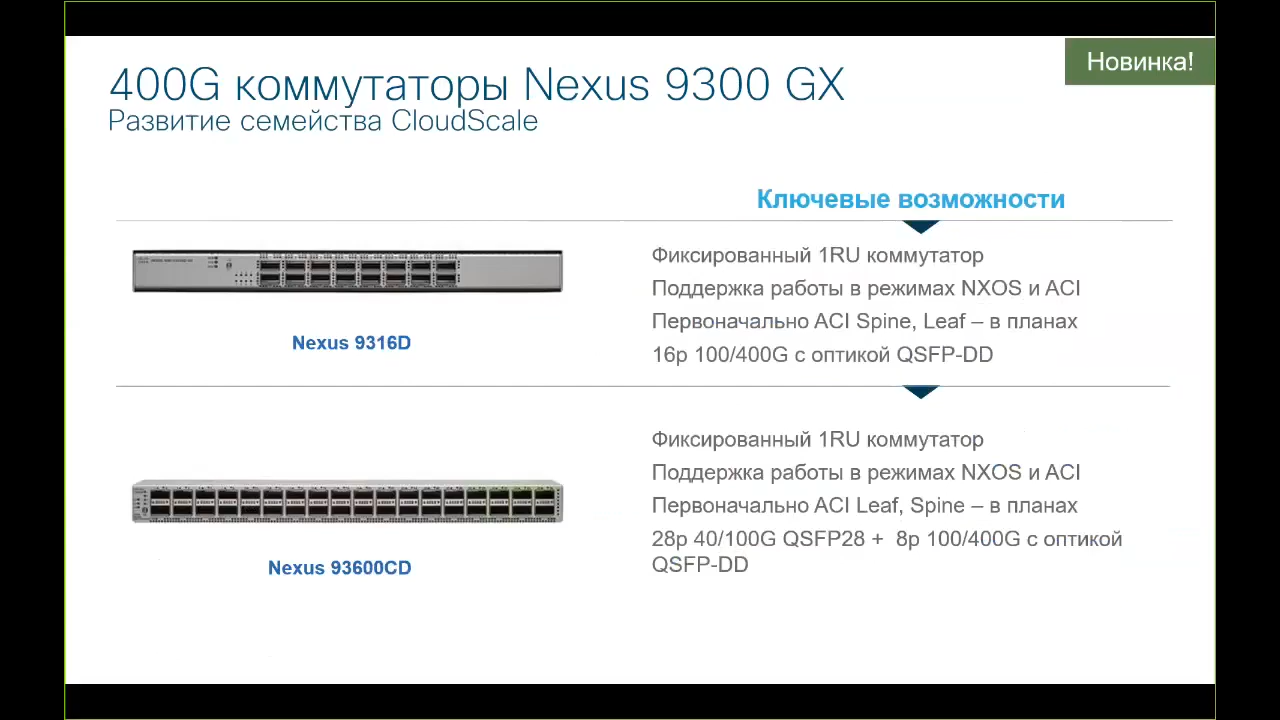 Новинка!
400G коммутаторы Nexus 9300 GX
Развитие семейства CloudScale
Ключевые возможности
Фиксированный 1RU коммутатор
Поддержка работы в режимах NXOS и ACI
Первоначально ACI Spine, Leaf – в планах
16p 100/400G с оптикой QSFP-DD
Nexus 9316D
Фиксированный 1RU коммутатор
Поддержка работы в режимах NXOS и ACI
Первоначально ACI Leaf, Spine – в планах
28p 40/100G QSFP28 + 8p 100/400G с оптикой
QSFP-DD
Nexus 93600CD